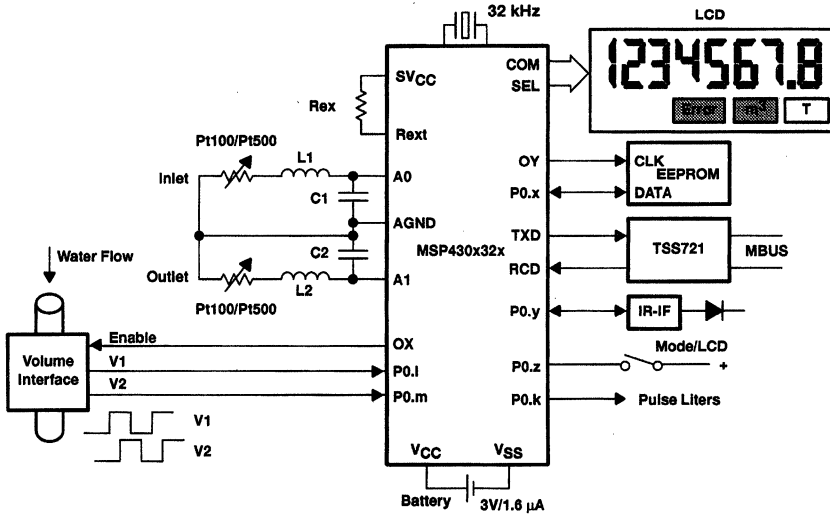 32 kHz
LCD
1234567.8
Error
m3
T
COM
SEL
SVCC
Rex
Rext
Pt100/Pt500
L1
Inlet
A0
C1
AGND
C2
MSP430x32x
Outlet
L2
A1
Pt100/Pt500
OY
CLK
EEPROM
P0.x
DATA
TXD
TSS721
MBUS
RCD
P0.y
IR-IF
Water Flow
Volume
Interface
Enable
OX
V1
P0.l
V2
P0.m
V1
V2
Mode/LCD
P0.z
+
P0.k
Pulse Liters
VCC
VSS
Battery
3V/1.6 μA